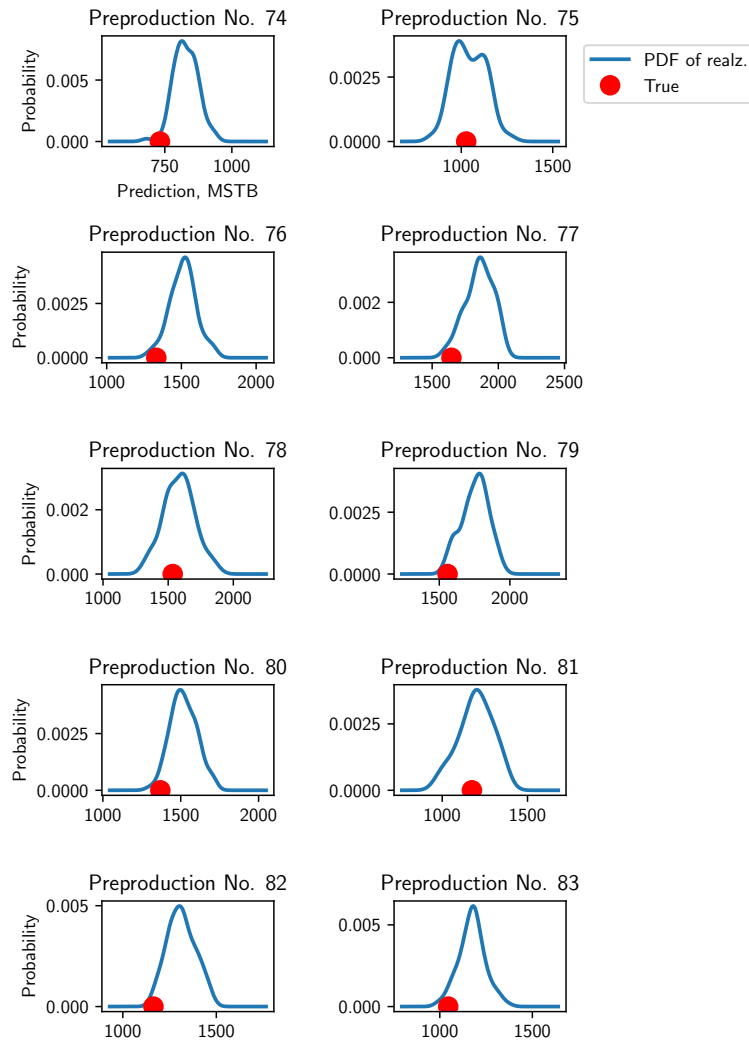 Preproduction No. 74
Probability
0.005
0.000
750
1000
Prediction, MSTB
Preproduction No. 75
0.0025
0.0000
1000
1500
PDF of realz.
True
Preproduction No. 76
Probability
0.0025
0.0000
1000
1500
2000
Preproduction No. 77
0.002
0.000
1500
2000
2500
Preproduction No. 78
Probability
0.002
0.000
1000
1500
2000
Preproduction No. 79
0.0025
0.0000
1500
2000
Preproduction No. 80
Probability
0.0025
0.0000
1000
1500
2000
Preproduction No. 81
0.0025
0.0000
1000
1500
Preproduction No. 82
Probability
0.005
0.000
1000
1500
Preproduction No. 83
0.005
0.000
1000
1500